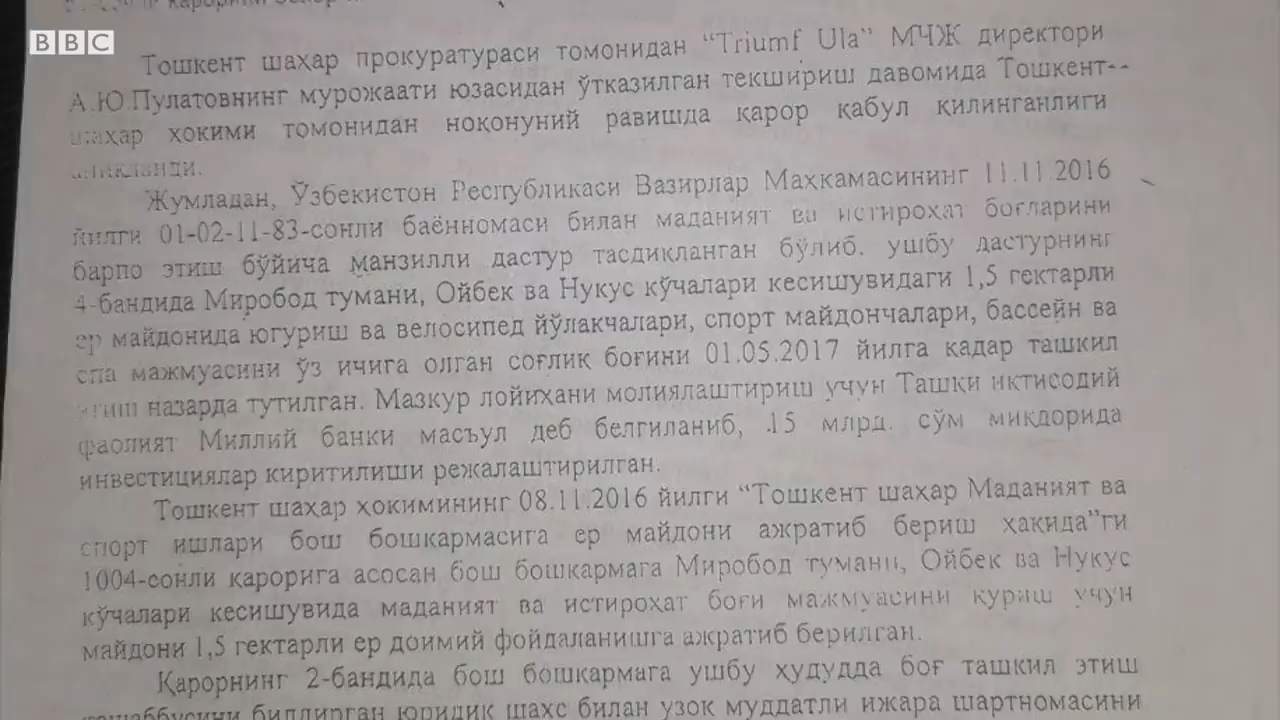 BBC
Тошкент шаҳар прокуратураси томонидан “Triumf Ula” МЧЖ директори
А.Ю.Пулатовнинг мурожаати юзасидан ўтказилган текшириш давомида Тошкент
шаҳар ҳокими томонидан ноқонуний равишда қарор қабул қилинганлиги
аниқланди.
Жумладан, Ўзбекистон Республикаси Вазирлар Маҳкамасининг 11.11.2016
йилги 01-02-11-83-сонли баённомаси билан маданият ва истироҳат боғларини
барпо этиш бўйича манзилли дастур тасдиқланган бўлиб, ушбу дастурнинг
4-бандида Миробод тумани, Ойбек ва Нукус кўчалари кесишувидаги 1,5 гектарли
ер майдонида югуриш ва велосипед йўлакчалари, спорт майдончалари, бассейн ва
спа мажмуасини ўз ичига олган соғлиқ боғини 01.05.2017 йилга қадар ташкил
этиш назарда тутилган. Мазкур лойиҳани молиялаштириш учун Ташқи иқтисодий
фаолият Миллий банки масъул деб белгиланиб, 15 млрд. сўм миқдорида
инвестициялар киритилиши режалаштирилган.
Тошкент шаҳар ҳокимининг 08.11.2016 йилги “Тошкент шаҳар Маданият ва
спорт ишлари бош бошкармасига ер майдони ажратиб бериш ҳақида”ги
1004-сонли қарорига асосан бош бошкармага Миробод тумани, Ойбек ва Нукус
кўчалари кесишувида маданият ва истироҳат боғи мажмуасини қуриш учун
майдони 1,5 гектарли ер доимий фойдаланишга ажратиб берилган.
Қарорнинг 2-бандида бош бошкармага ушбу ҳудудда боғ ташкил этиш
ташаббусини билдирган юридик шахс билан узоқ муддатли ижара шартномасини